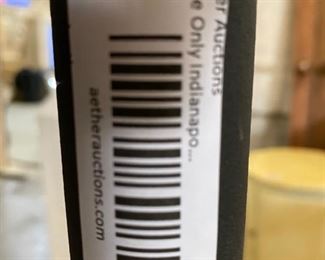 er Auctions
e Only Indianapo...
aetherauctions.com